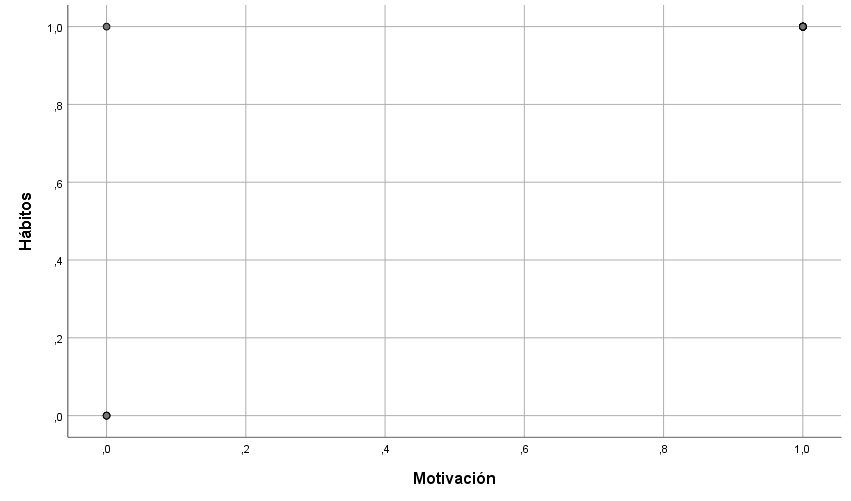 1,0
,8
,6
,4
,2
,0
Hábitos
,0 ,2 ,4 ,6 ,8 1,0
Motivación